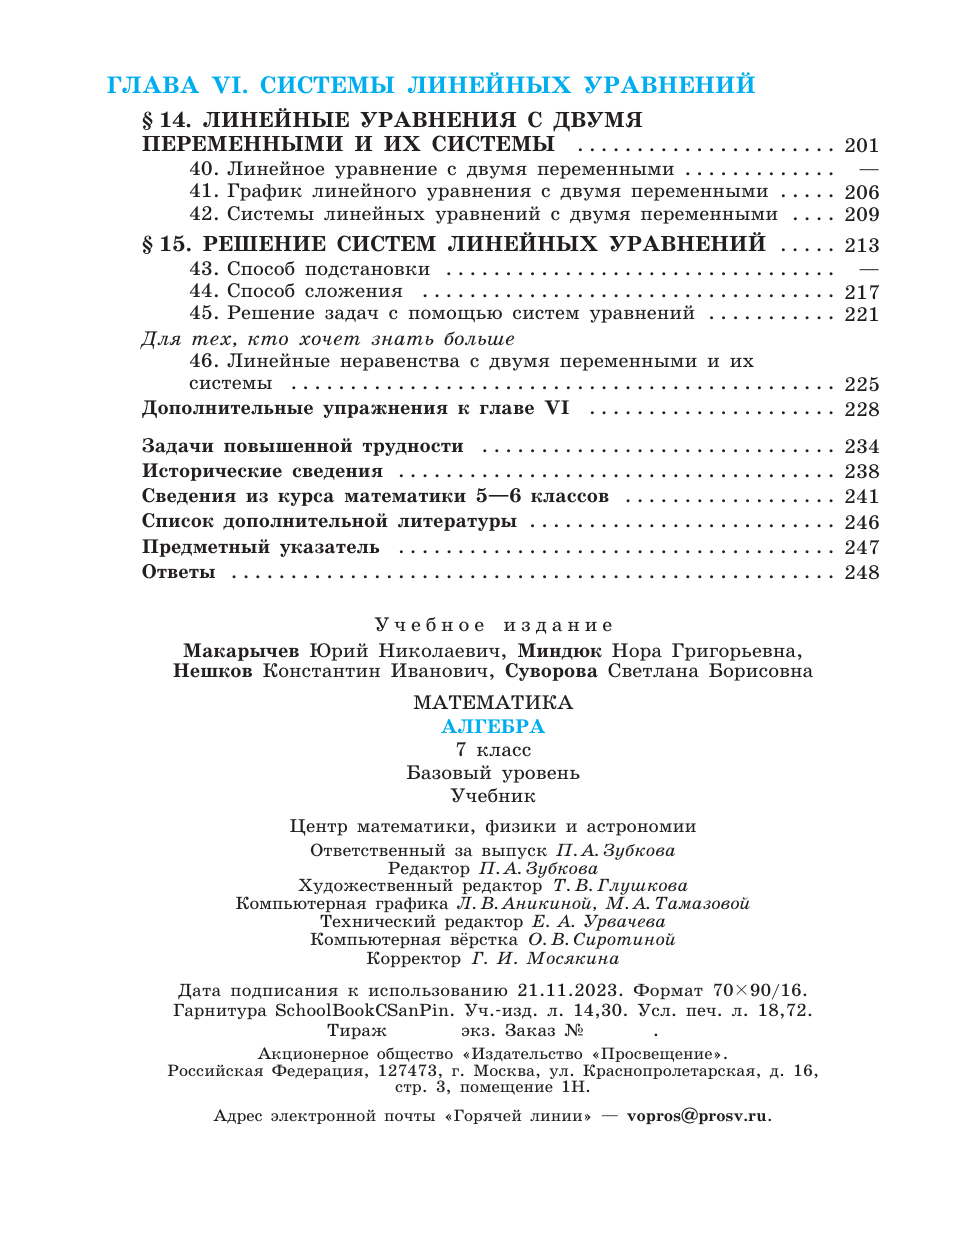 ГЛАВА VI. СИСТЕМЫ ЛИНЕЙНЫХ УРАВНЕНИЙ
§ 14. ЛИНЕЙНЫЕ УРАВНЕНИЯ С ДВУМЯ
ПЕРЕМЕННЫМИ И ИХ СИСТЕМЫ . . . . . . . . . . . . . . . . . . . . . . 201
40. Линейное уравнение с двумя переменными . . . . . . . . . . . . . —
41. График линейного уравнения с двумя переменными . . . . . 206
42. Системы линейных уравнений с двумя переменными . . . . 209
§ 15. РЕШЕНИЕ СИСТЕМ ЛИНЕЙНЫХ УРАВНЕНИЙ . . . . . 213
43. Способ подстановки . . . . . . . . . . . . . . . . . . . . . . . . . . . . . . . . . —
44. Способ сложения . . . . . . . . . . . . . . . . . . . . . . . . . . . . . . . . . . . 217
45. Решение задач с помощью систем уравнений . . . . . . . . . . . 221
Для тех, кто хочет знать больше
46. Линейные неравенства с двумя переменными и их
системы . . . . . . . . . . . . . . . . . . . . . . . . . . . . . . . . . . . . . . . . . . . . . . 225
Дополнительные упражнения к главе VI . . . . . . . . . . . . . . . . . . . . . 228
Задачи повышенной трудности . . . . . . . . . . . . . . . . . . . . . . . . . . . . . . 234
Исторические сведения . . . . . . . . . . . . . . . . . . . . . . . . . . . . . . . . . . . . . 238
Сведения из курса математики 5—6 классов . . . . . . . . . . . . . . . . . . 241
Список дополнительной литературы . . . . . . . . . . . . . . . . . . . . . . . . . . 246
Предметный указатель . . . . . . . . . . . . . . . . . . . . . . . . . . . . . . . . . . . . . 247
Ответы . . . . . . . . . . . . . . . . . . . . . . . . . . . . . . . . . . . . . . . . . . . . . . . . . . . 248
Учебное издание
Макарычев Юрий Николаевич, Миндюк Нора Григорьевна,
Нешков Константин Иванович, Суворова Светлана Борисовна
МАТЕМАТИКА
АЛГЕБРА
7 класс
Базовый уровень
Учебник
Центр математики, физики и астрономии
Ответственный за выпуск П. А. Зубкова
Редактор П. А. Зубкова
Художественный редактор Т. В. Глушкова
Компьютерная графика Л. В. Аникиной, М. А. Тамазовой
Технический редактор Е. А. Урвачева
Компьютерная вёрстка О. В. Сиротиной
Корректор Г. И. Мосякина
Дата подписания к использованию 21.11.2023. Формат 70×90/16.
Гарнитура SchoolBookCSanPin. Уч.-изд. л. 14,30. Усл. печ. л. 18,72.
Тираж экз. Заказ № .
Акционерное общество «Издательство «Просвещение».
Российская Федерация, 127473, г. Москва, ул. Краснопролетарская, д. 16,
стр. 3, помещение 1Н.
Адрес электронной почты «Горячей линии» — vopros@prosv.ru.